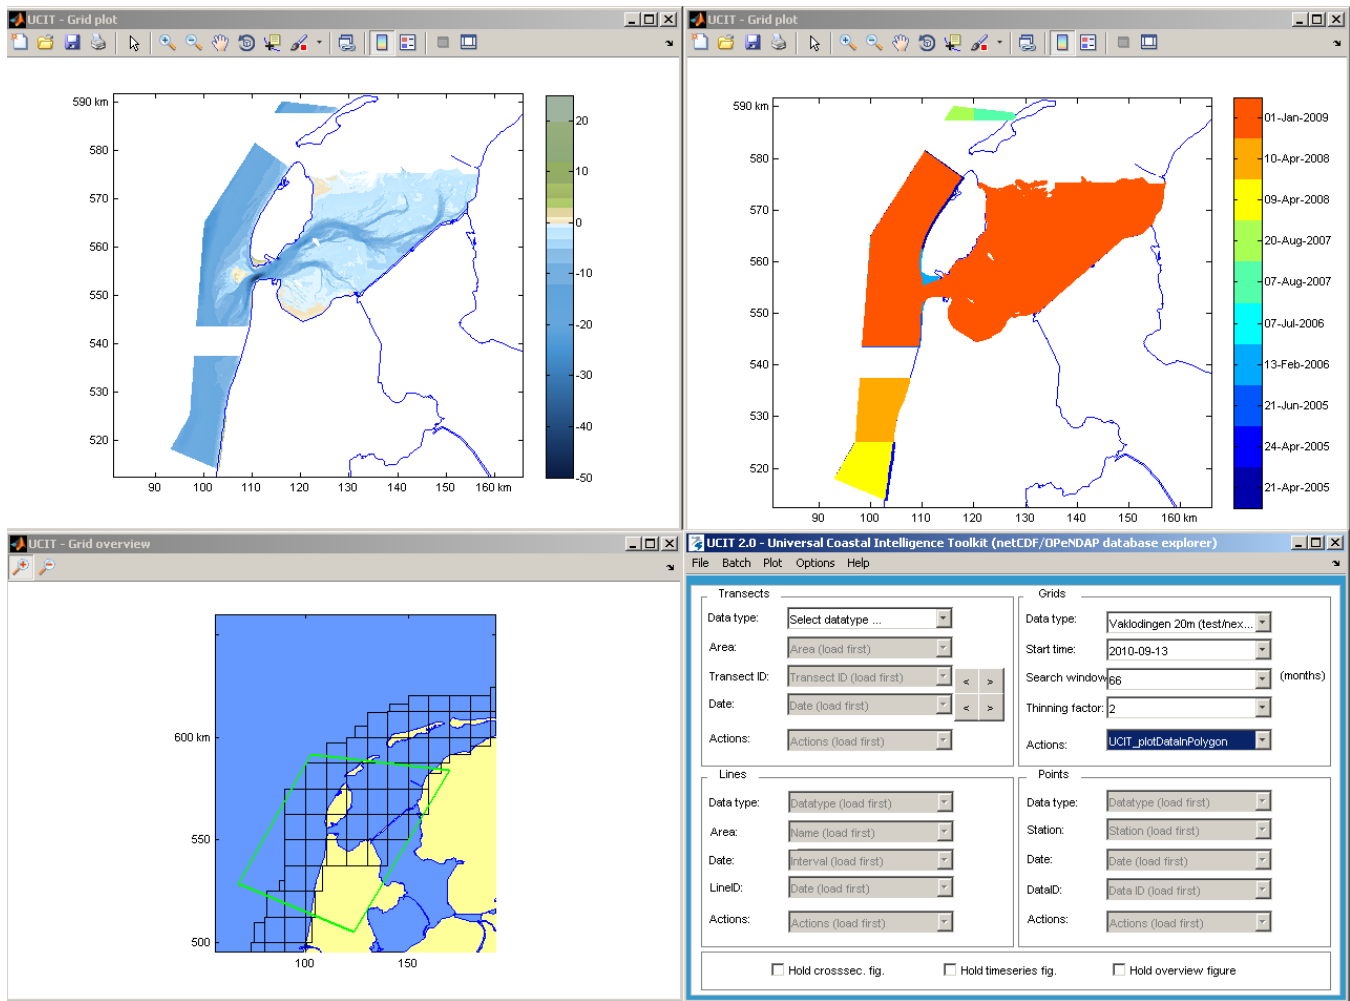 UCIT - Grid plot
590 km
580
570
560
550
540
530
520
90
100
110
120
130
140
150
160 km
20
10
0
-10
-20
-30
-40
-50
UCIT - Grid plot
590 km
580
570
560
550
540
530
520
90
100
110
120
130
140
150
160 km
01-Jan-2009
10-Apr-2008
09-Apr-2008
20-Aug-2007
07-Aug-2007
07-Jul-2006
13-Feb-2006
21-Jun-2005
24-Apr-2005
21-Apr-2005
UCIT - Grid overview
600 km
550
500
100
150
UCIT 2.0 - Universal Coastal Intelligence Toolkit (netCDF/OPeNDAP database explorer)
File Batch Plot Options Help
Transects
Data type: Select datatype ...
Area: Area (load first)
Transect ID: Transect ID (load first)
< >
Date: Date (load first)
< >
Actions: Actions (load first)
Grids
Data type: Vaklodingen 20m (test/nex...
Start time: 2010-09-13
Search window 66 (months)
Thinning factor: 2
Actions: UCIT_plotDataInPolygon
Lines
Data type: Datatype (load first)
Area: Name (load first)
Date: Interval (load first)
LineID: Date (load first)
Actions: Actions (load first)
Points
Data type: Datatype (load first)
Station: Station (load first)
Date: Date (load first)
DataID: Data ID (load first)
Actions: Actions (load first)
Hold crosssec. fig. Hold timeseries fig. Hold overview figure